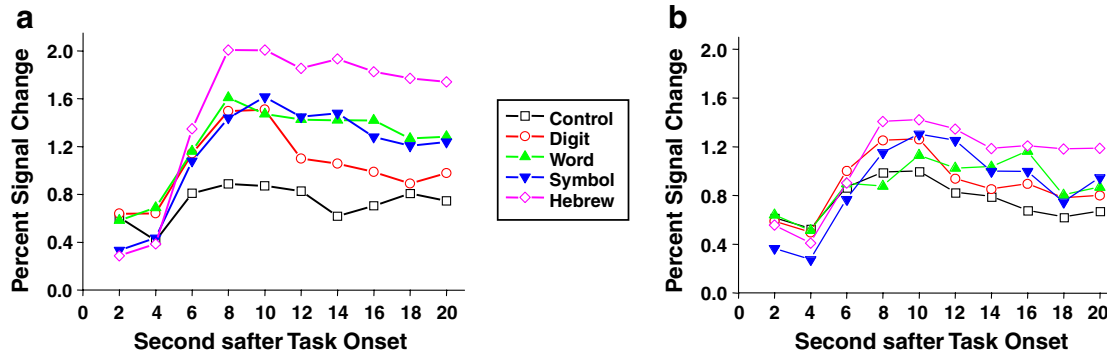 a
Percent Signal Change
2.0
1.6
1.2
0.8
0.4
0.0
0 2 4 6 8 10 12 14 16 18 20
Second safter Task Onset
Control
Digit
Word
Symbol
Hebrew
b
Percent Signal Change
2.0
1.6
1.2
0.8
0.4
0.0
0 2 4 6 8 10 12 14 16 18 20
Second safter Task Onset